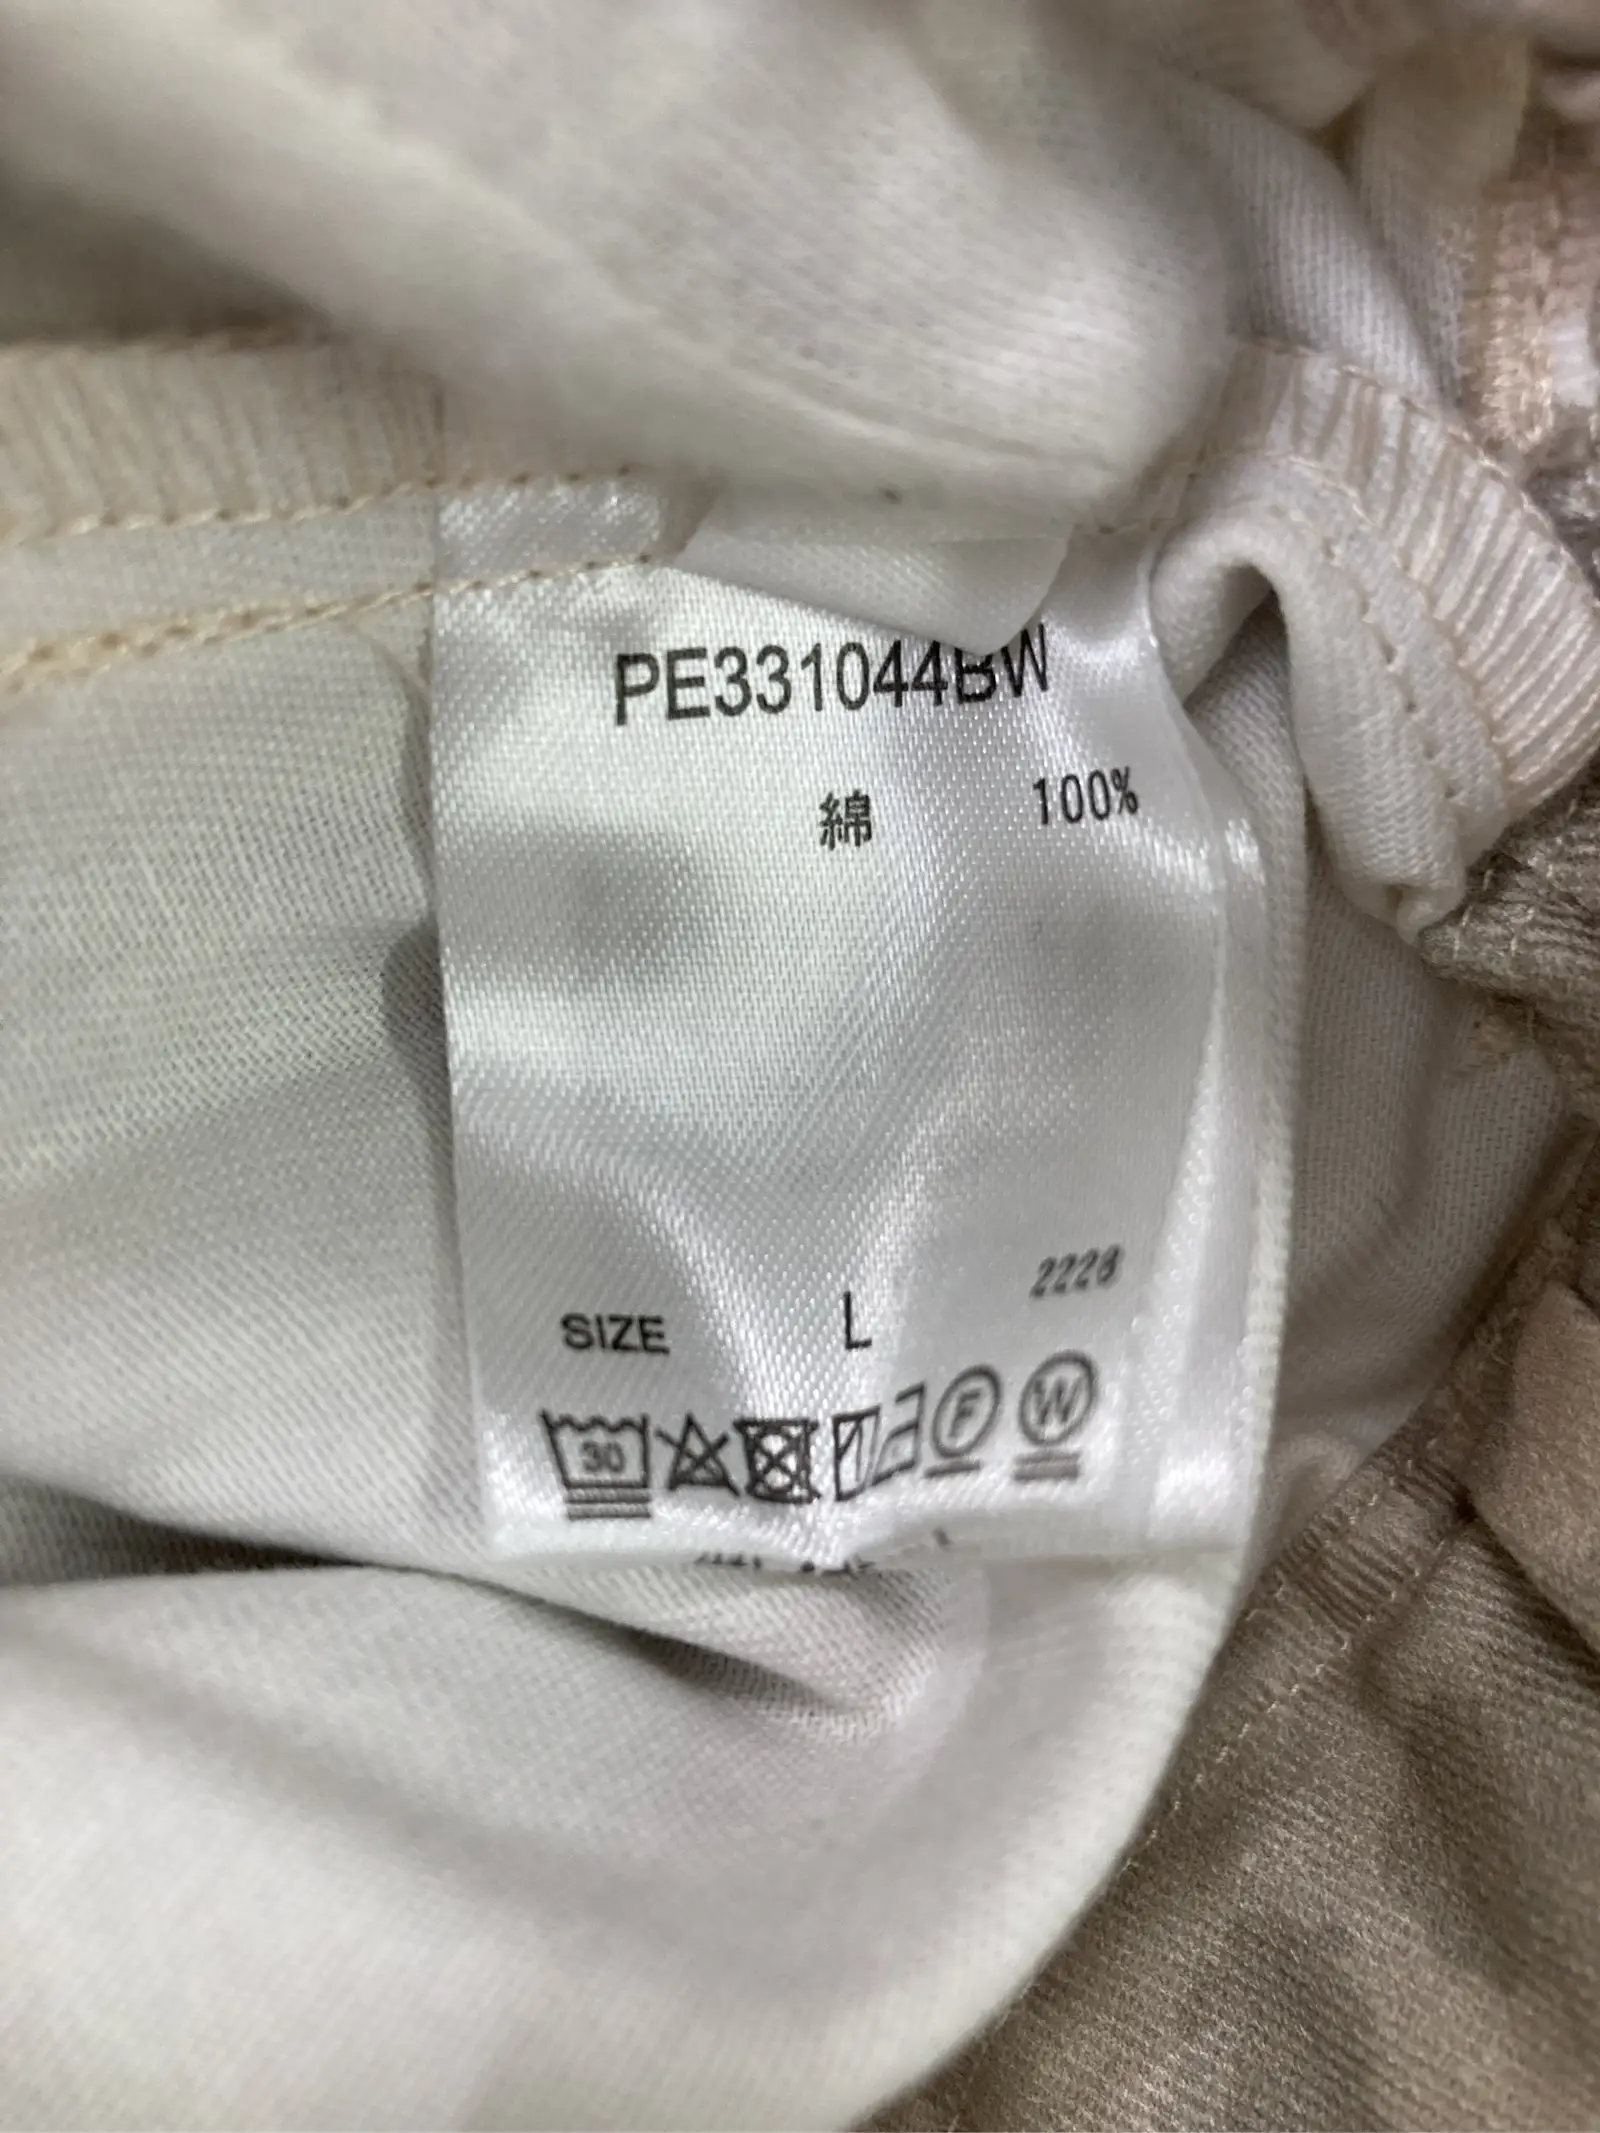 PE331044BW
綿 100%
2228
SIZE L
30 F W